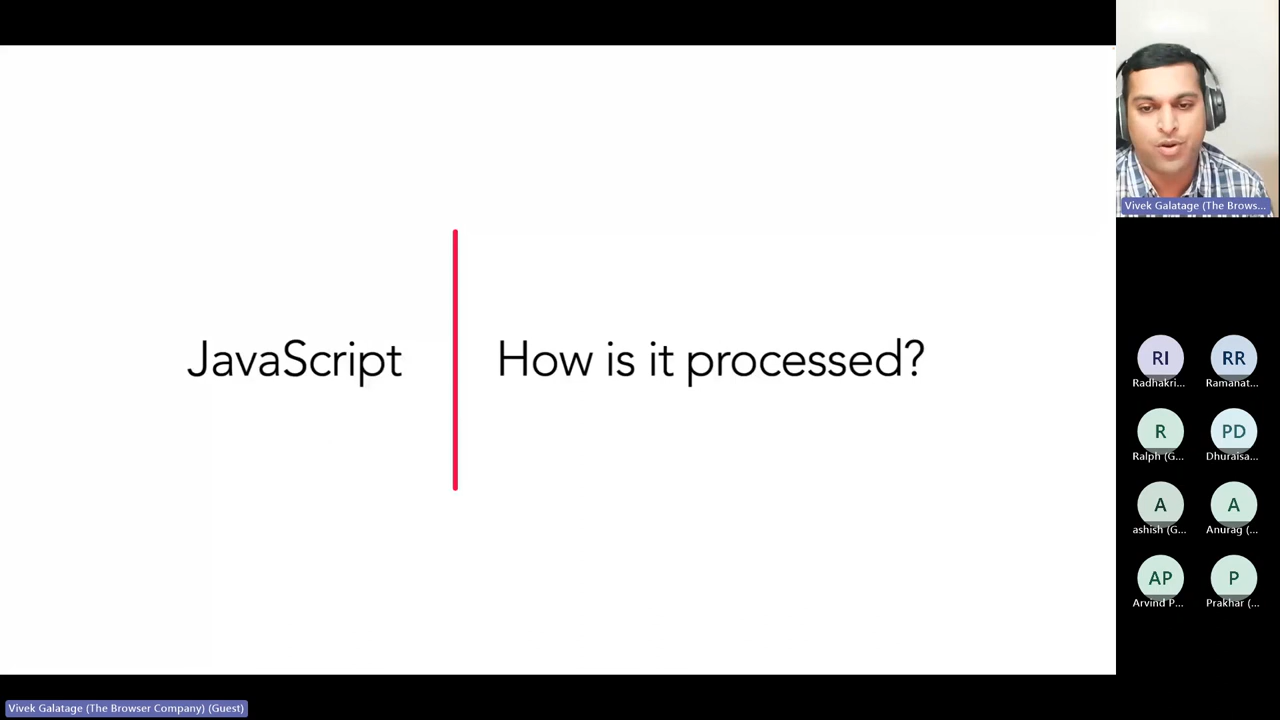 JavaScript
How is it processed?
Vivek Galatage (The Brows...
RI
RR
Radhakri...
Ramanat...
R
PD
Ralph (G...
Dhuraisa...
A
A
ashish (G...
Anurag (...
AP
P
Arvind P...
Prakhar (...
Vivek Galatage (The Browser Company) (Guest)